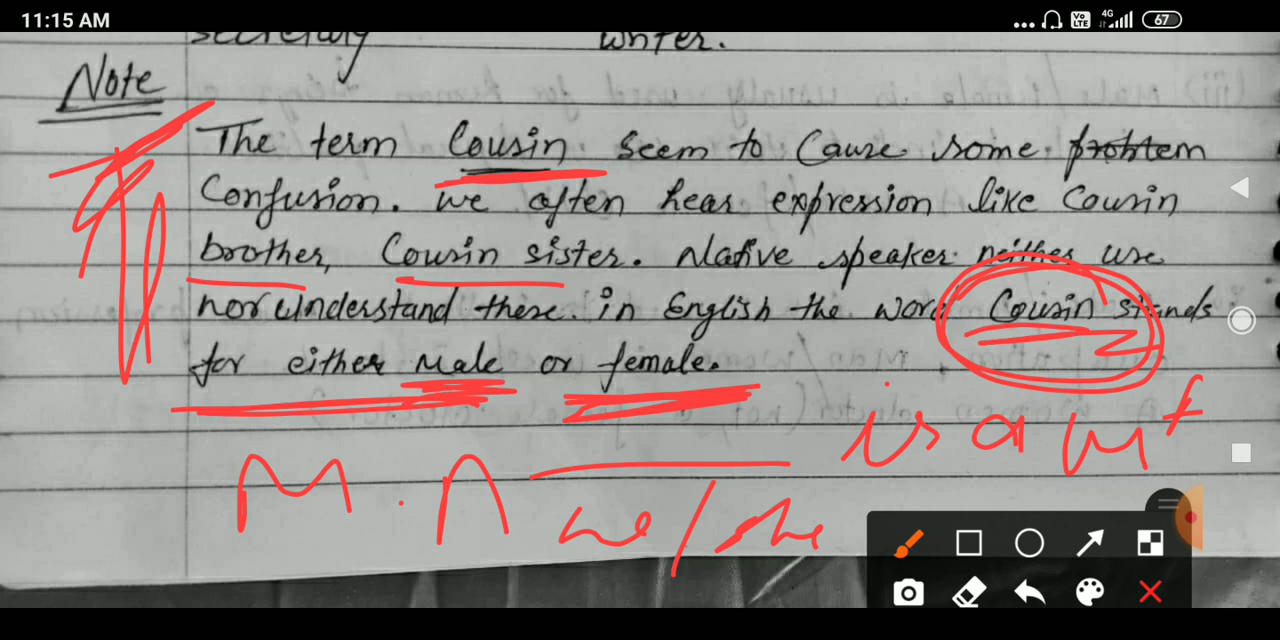 11:15 AM
4G
67
secretary writer.
Note
The term Cousin seem to Cause some problem
Confusion. we often hear expression like Cousin
brother, Cousin sister. Native speaker neither use
nor understand these. in English the word Cousin stands
for either Male or female.
is a
M. n he/she